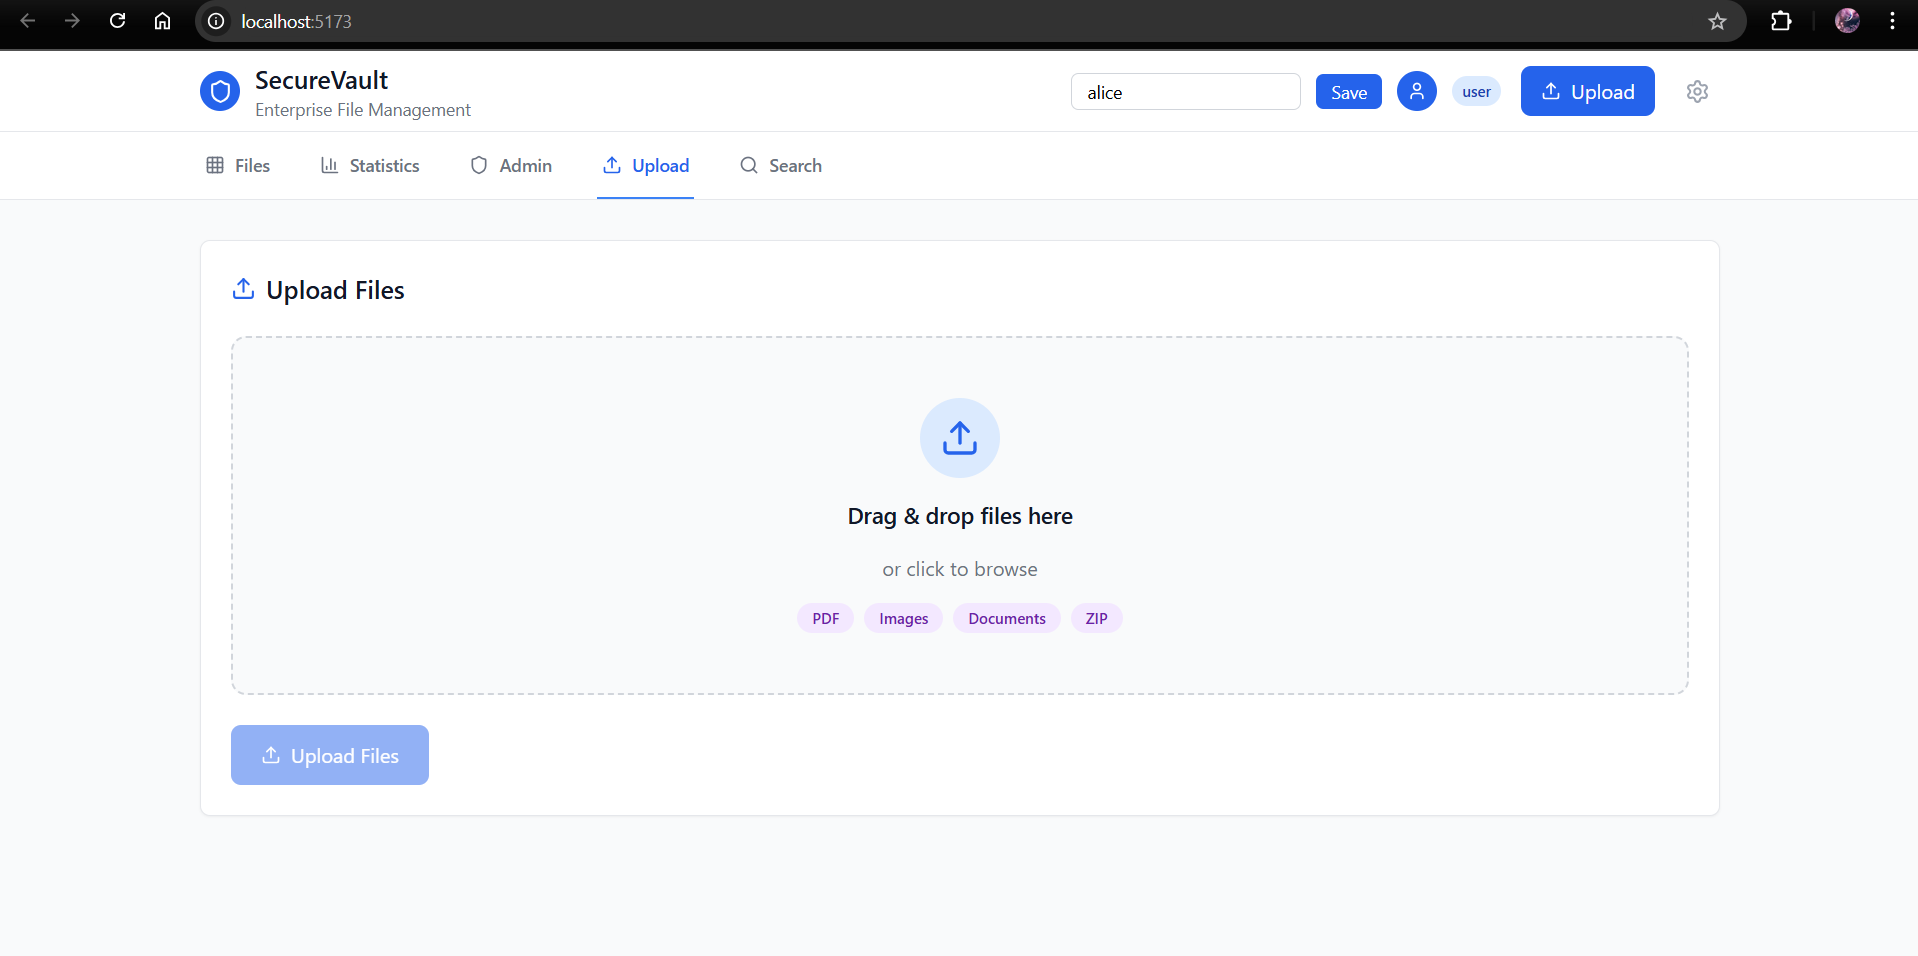 localhost:5173
SecureVault
Enterprise File Management
alice
Save
user
Upload
Files
Statistics
Admin
Upload
Search
Upload Files
Drag & drop files here
or click to browse
PDF
Images
Documents
ZIP
Upload Files